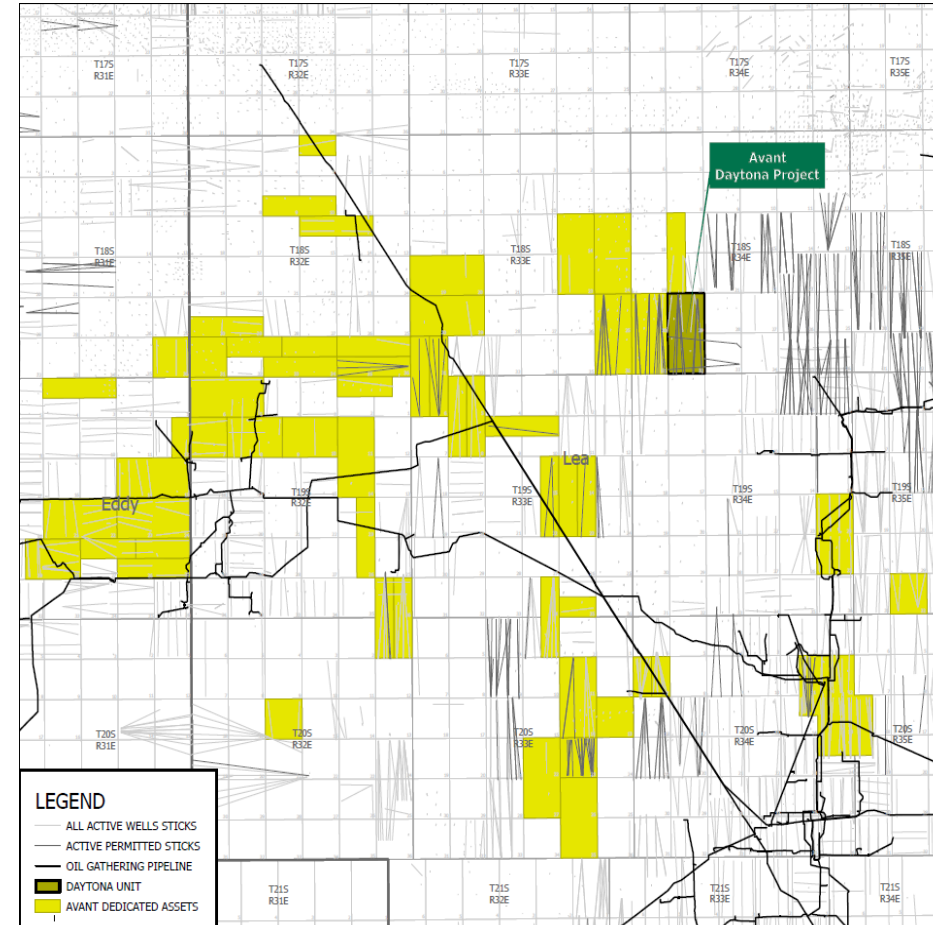 T17S
R31E
T17S
R32E
T17S
R33E
T17S
R34E
T17S
R35E
Avant
Daytona Project
T18S
R31E
T18S
R32E
T18S
R33E
T18S
R34E
T18S
R35E
Lea
Eddy
T19S
R32E
T19S
R33E
T19S
R34E
T19S
R35E
T20S
R31E
T20S
R32E
T20S
R33E
T20S
R34E
T20S
R35E
LEGEND
ALL ACTIVE WELLS STICKS
ACTIVE PERMITTED STICKS
OIL GATHERING PIPELINE
DAYTONA UNIT
AVANT DEDICATED ASSETS
T21S
R31E
T21S
R32E
T21S
R33E
T21S
R34E